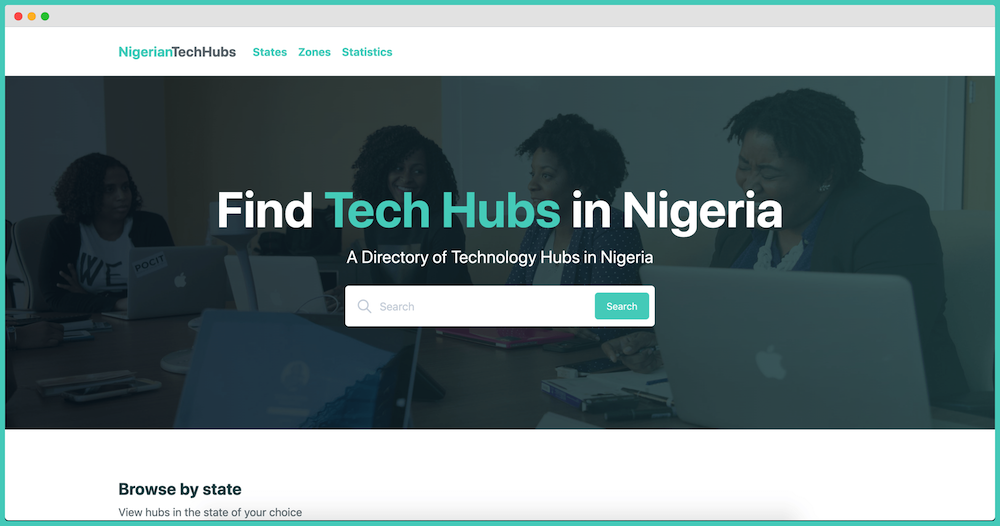 NigerianTechHubs States Zones Statistics
Find Tech Hubs in Nigeria
A Directory of Technology Hubs in Nigeria
Search Search
WE
POCIT
Browse by state
View hubs in the state of your choice